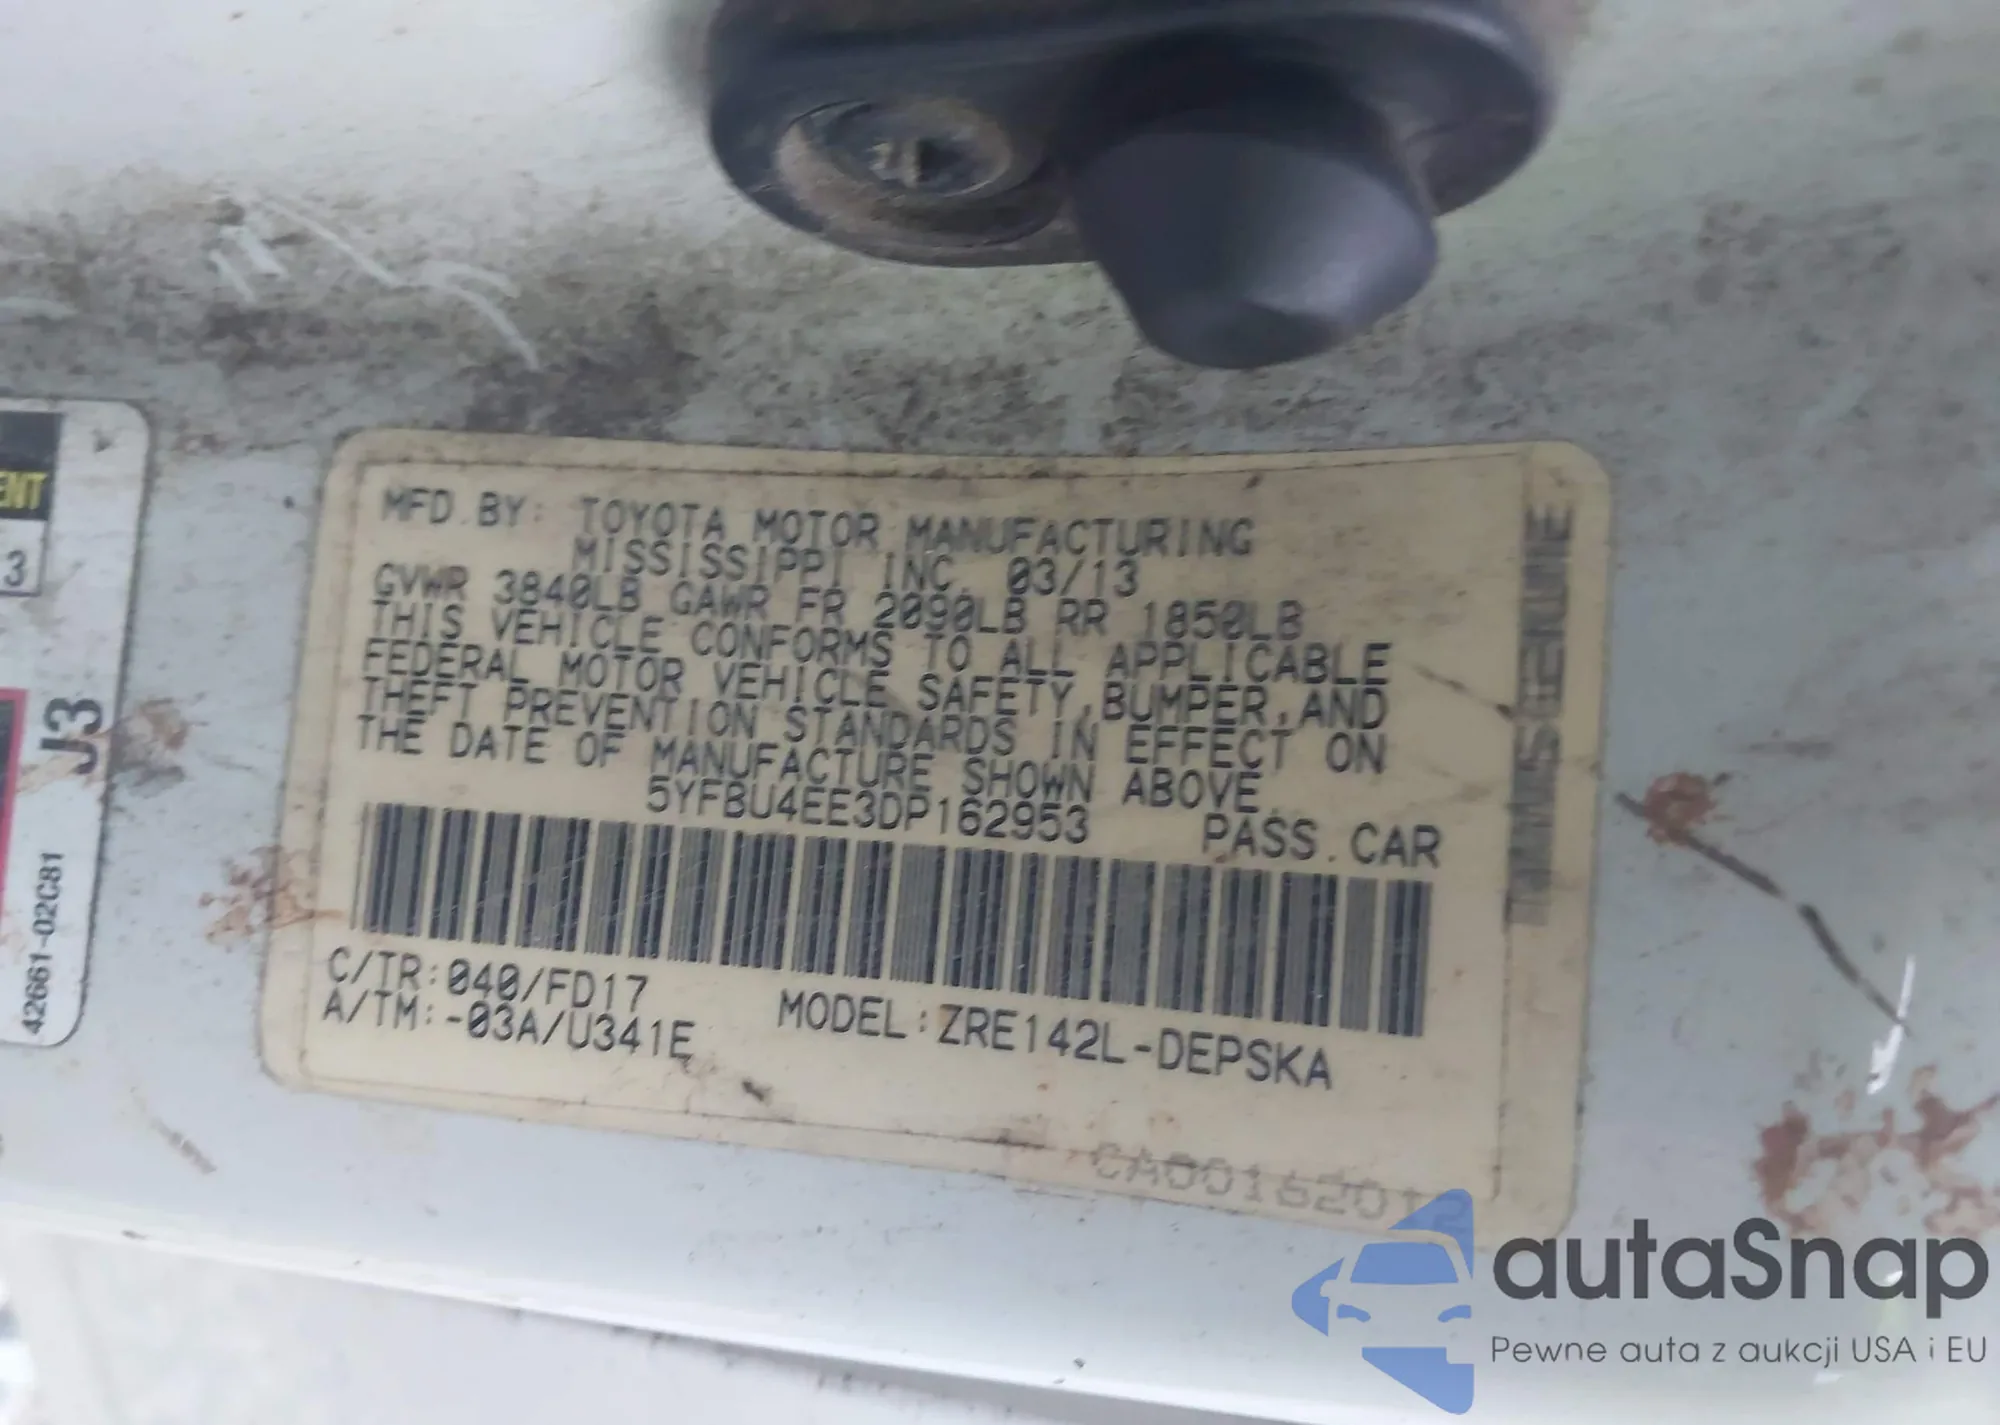 MFD.BY: TOYOTA MOTOR MANUFACTURING
MISSISSIPPI INC. 03/13
GVWR 3840LB GAWR FR 2090LB RR 1850LB
THIS VEHICLE CONFORMS TO ALL APPLICABLE
FEDERAL MOTOR VEHICLE SAFETY,BUMPER,AND
THEFT PREVENTION STANDARDS IN EFFECT ON
THE DATE OF MANUFACTURE SHOWN ABOVE.
5YFBU4EE3DP162953 PASS.CAR
C/TR:040/FD17
A/TM:-03A/U341E MODEL:ZRE142L-DEPSKA
ENT
3
J3
42661-02C81
autaSnap
Pewne auta z aukcji USA i EU